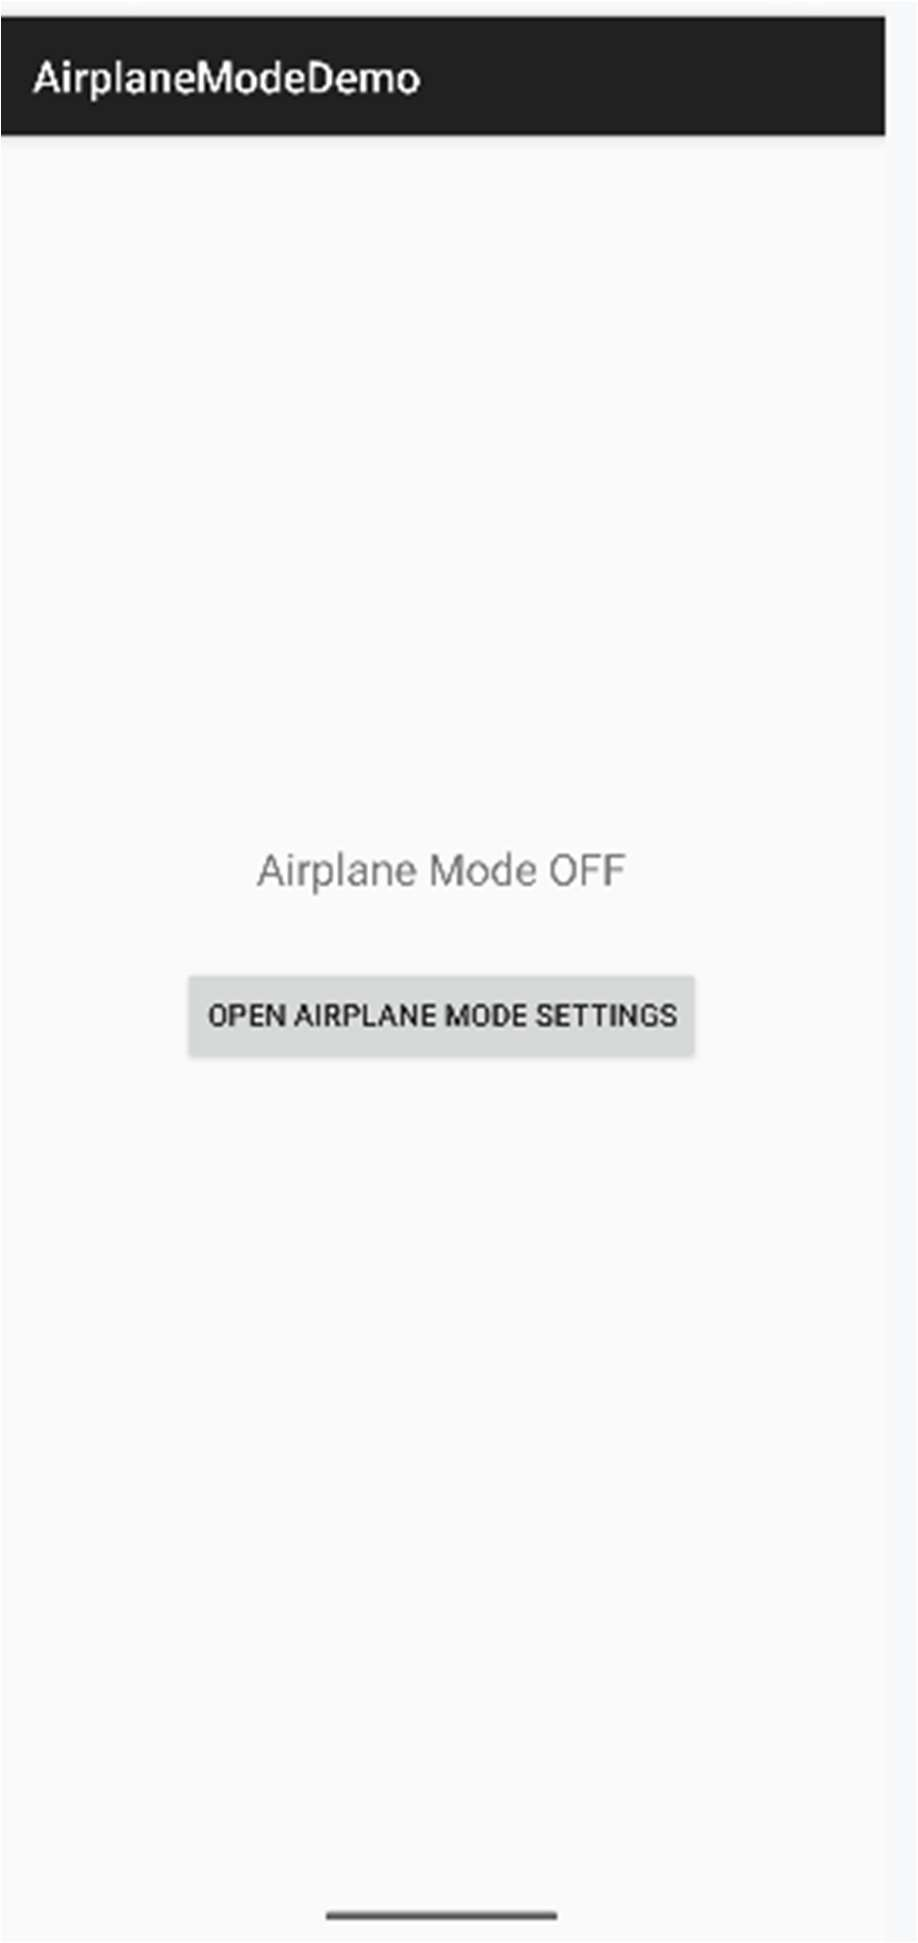 AirplaneModeDemo
Airplane Mode OFF
OPEN AIRPLANE MODE SETTINGS